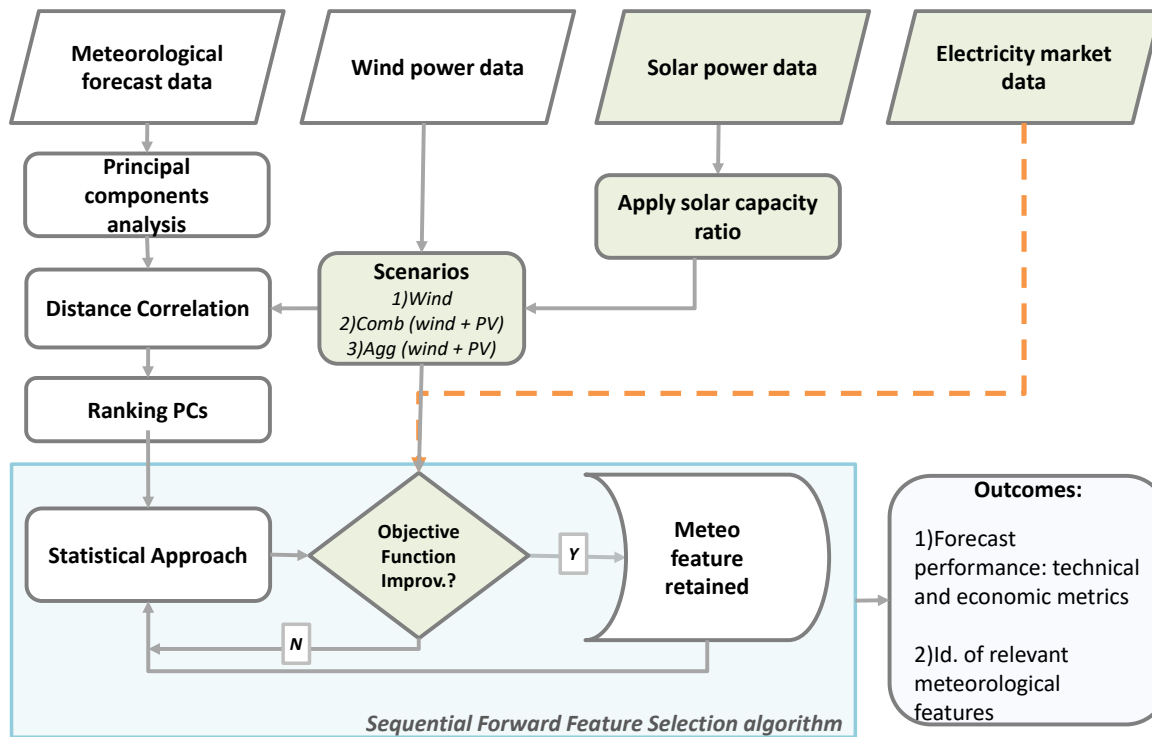 Meteorological
forecast data
Wind power data
Solar power data
Electricity market
data
Principal
components
analysis
Apply solar capacity
ratio
Scenarios
1)Wind
2)Comb (wind + PV)
3)Agg (wind + PV)
Distance Correlation
Ranking PCs
Statistical Approach
Objective
Function
Improv.?
Y
N
Meteo
feature
retained
Sequential Forward Feature Selection algorithm
Outcomes:
1)Forecast
performance: technical
and economic metrics
2)Id. of relevant
meteorological
features